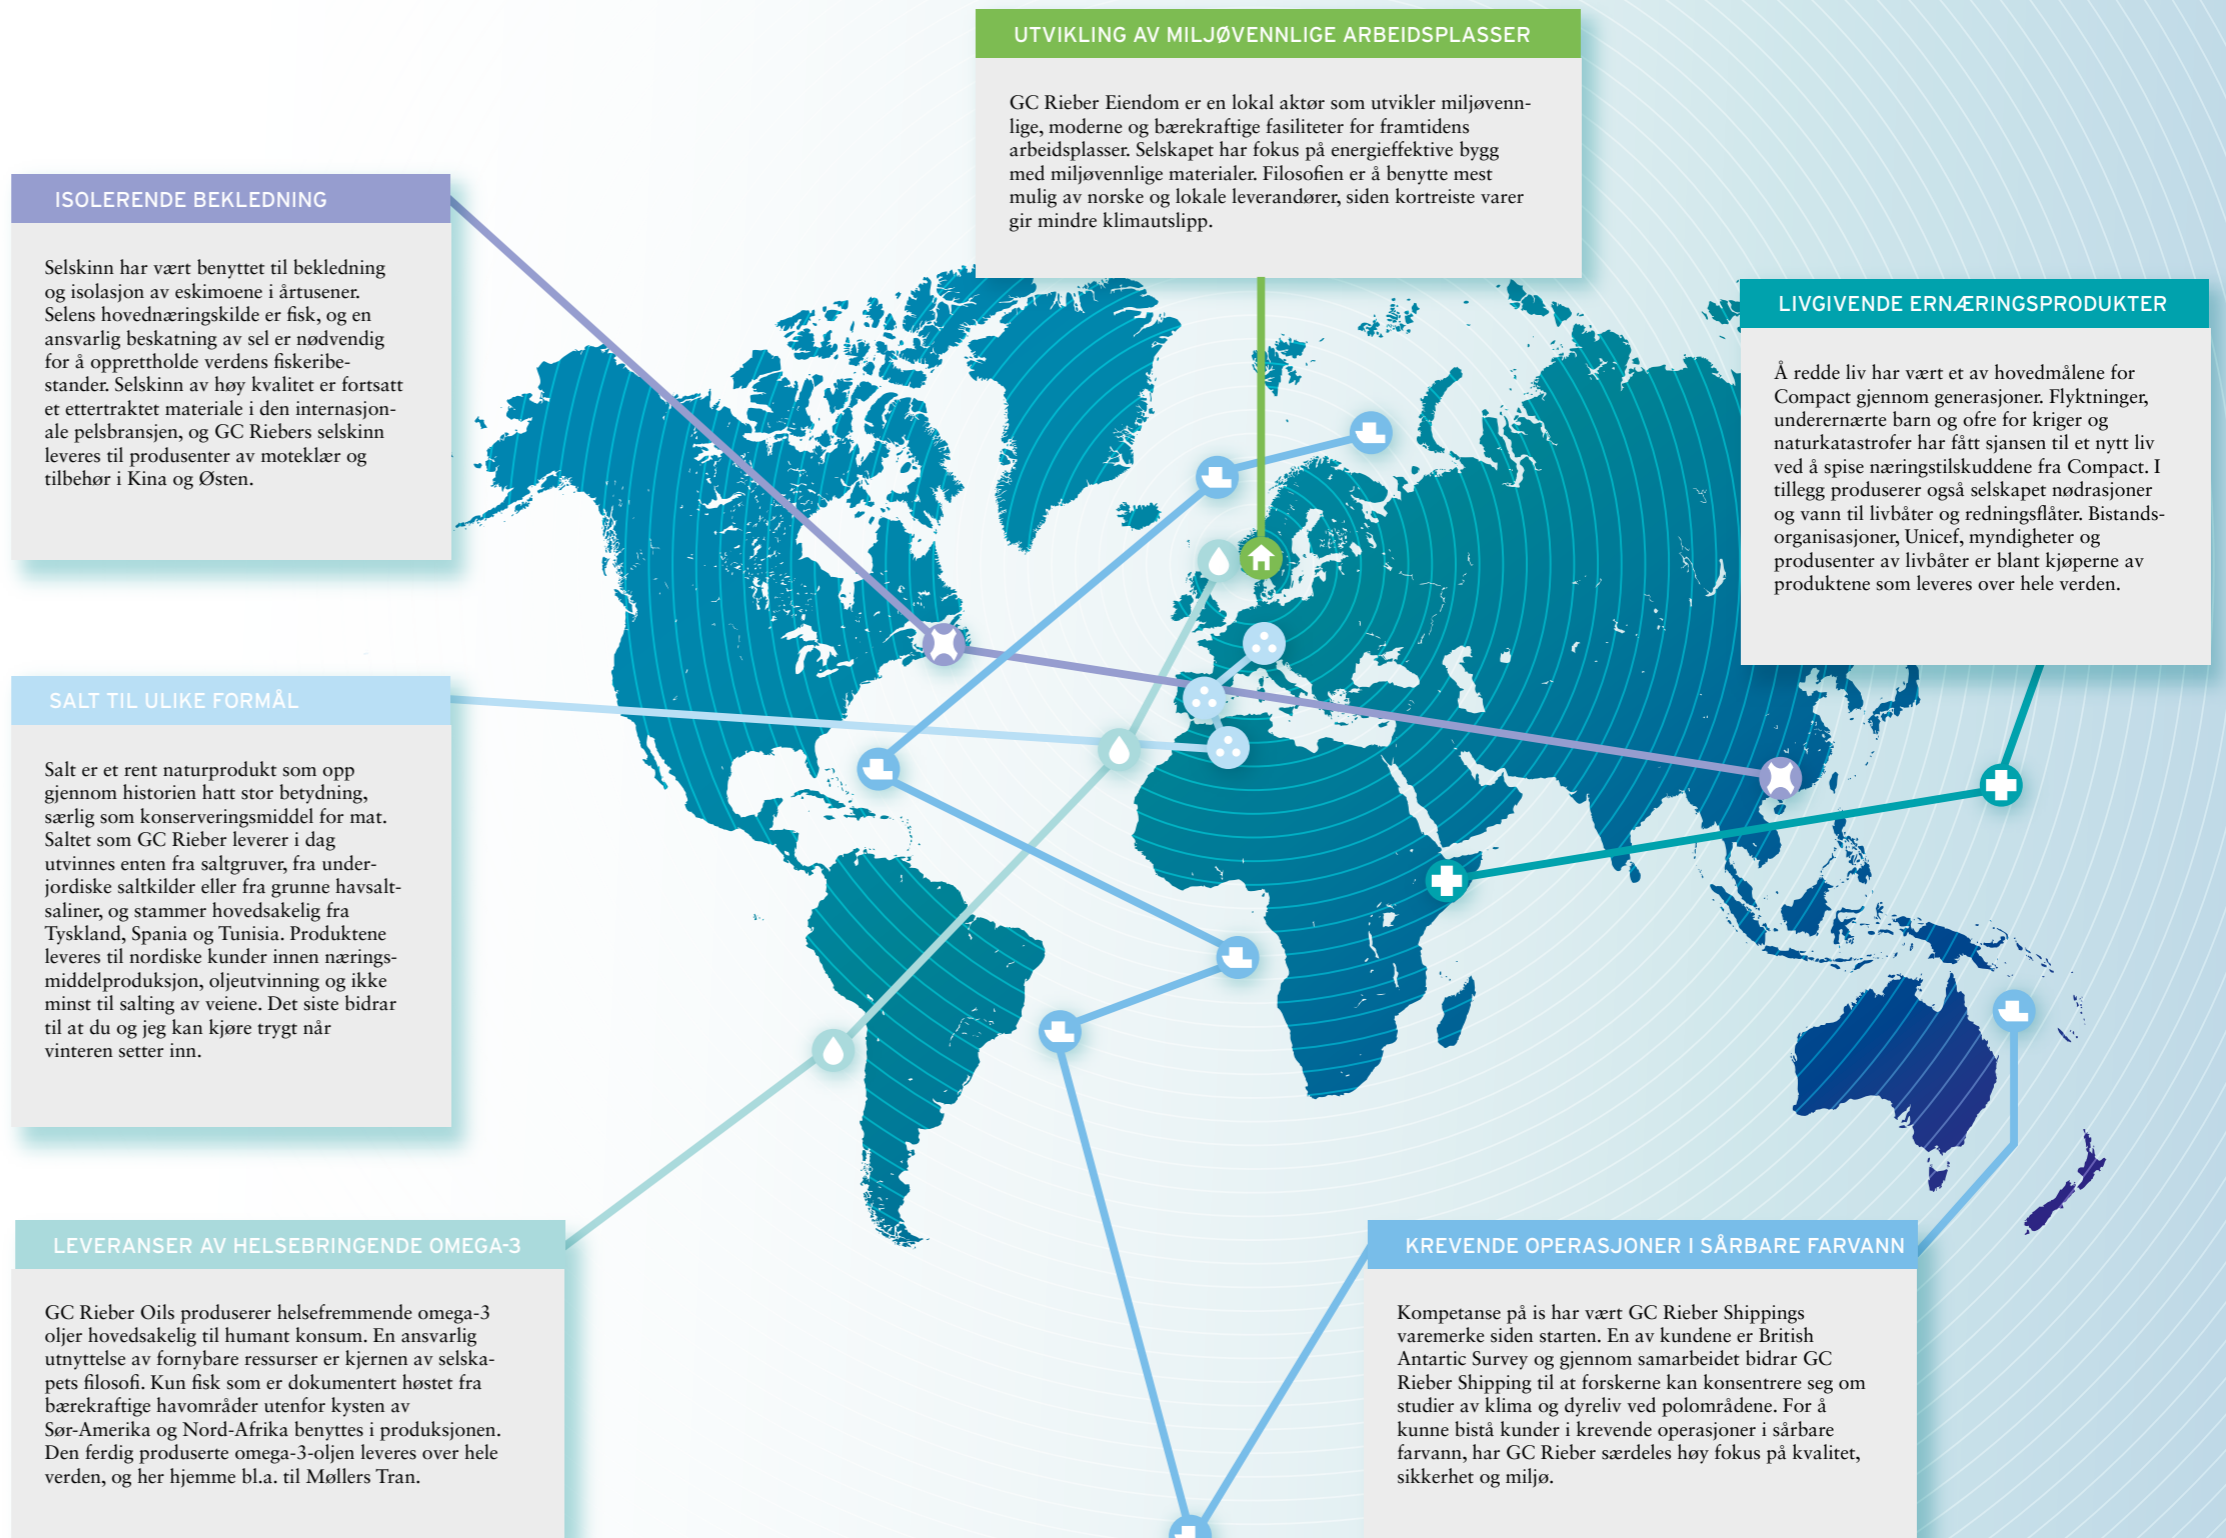 UTVIKLING AV MILJØVENNLIGE ARBEIDSPLASSER
GC Rieber Eiendom er en lokal aktør som utvikler miljøvenn-
lige, moderne og bærekraftige fasiliteter for framtidens
arbeidsplasser. Selskapet har fokus på energieffektive bygg
med miljøvennlige materialer. Filosofien er å benytte mest
mulig av norske og lokale leverandører, siden kortreiste varer
gir mindre klimautslipp.
ISOLERENDE BEKLEDNING
Selskinn har vært benyttet til bekledning
og isolasjon av eskimoene i årtusener.
Selens hovednæringskilde er fisk, og en
ansvarlig beskatning av sel er nødvendig
for å opprettholde verdens fiskeribe-
stander. Selskinn av høy kvalitet er fortsatt
et ettertraktet materiale i den internasjon-
ale pelsbransjen, og GC Riebers selskinn
leveres til produsenter av moteklær og
tilbehør i Kina og Østen.
LIVGIVENDE ERNÆRINGSPRODUKTER
Å redde liv har vært et av hovedmålene for
Compact gjennom generasjoner. Flyktninger,
underernærte barn og ofre for kriger og
naturkatastrofer har fått sjansen til et nytt liv
ved å spise næringstilskuddene fra Compact. I
tillegg produserer også selskapet nødrasjoner
og vann til livbåter og redningsflåter. Bistands-
organisasjoner, Unicef, myndigheter og
produsenter av livbåter er blant kjøperne av
produktene som leveres over hele verden.
SALT TIL ULIKE FORMÅL
Salt er et rent naturprodukt som opp
gjennom historien hatt stor betydning,
særlig som konserveringsmiddel for mat.
Saltet som GC Rieber leverer i dag
utvinnes enten fra saltgruver, fra under-
jordiske saltkilder eller fra grunne havsalt-
saliner, og stammer hovedsakelig fra
Tyskland, Spania og Tunisia. Produktene
leveres til nordiske kunder innen nærings-
middelproduksjon, oljeutvinning og ikke
minst til salting av veiene. Det siste bidrar
til at du og jeg kan kjøre trygt når
vinteren setter inn.
LEVERANSER AV HELSEBRINGENDE OMEGA-3
GC Rieber Oils produserer helsefremmende omega-3
oljer hovedsakelig til humant konsum. En ansvarlig
utnyttelse av fornybare ressurser er kjernen av selska-
pets filosofi. Kun fisk som er dokumentert høstet fra
bærekraftige havområder utenfor kysten av
Sør-Amerika og Nord-Afrika benyttes i produksjonen.
Den ferdig produserte omega-3-oljen leveres over hele
verden, og her hjemme bl.a. til Møllers Tran.
KREVENDE OPERASJONER I SÅRBARE FARVANN
Kompetanse på is har vært GC Rieber Shippings
varemerke siden starten. En av kundene er British
Antartic Survey og gjennom samarbeidet bidrar GC
Rieber Shipping til at forskerne kan konsentrere seg om
studier av klima og dyreliv ved polområdene. For å
kunne bistå kunder i krevende operasjoner i sårbare
farvann, har GC Rieber særdeles høy fokus på kvalitet,
sikkerhet og miljø.